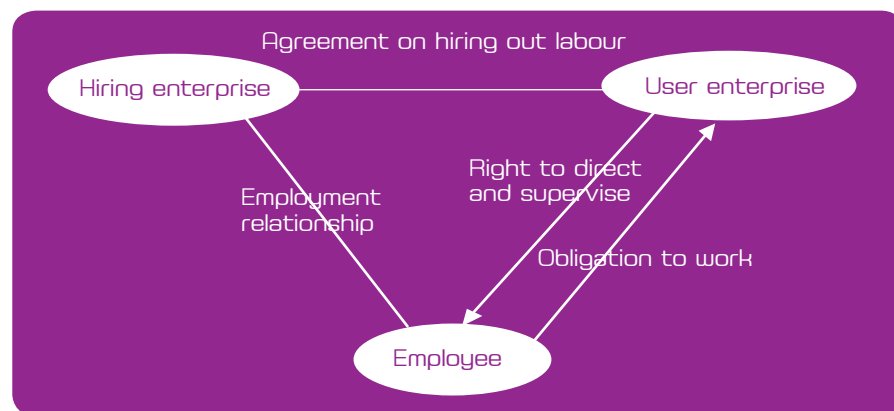 Agreement on hiring out labour
Hiring enterprise
User enterprise
Right to direct
and supervise
Employment
relationship
Obligation to work
Employee